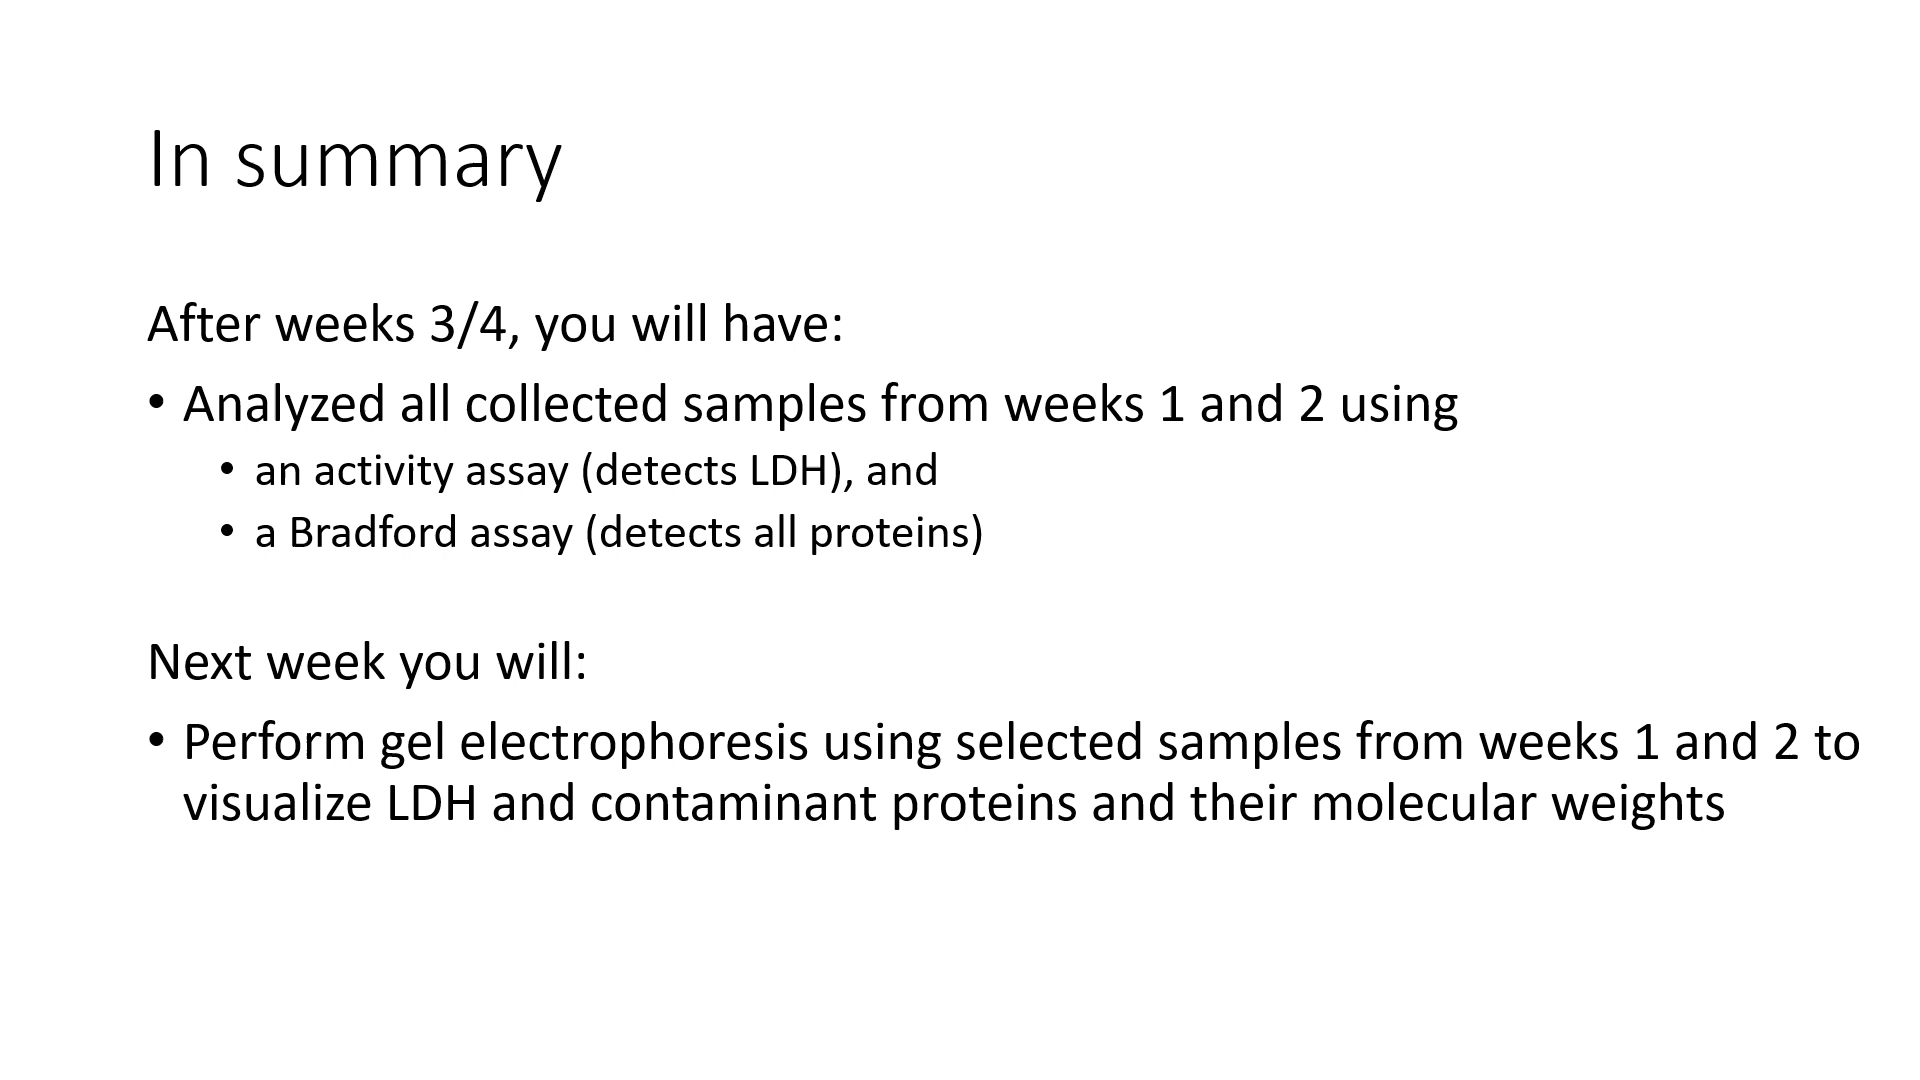 In summary
After weeks 3/4, you will have:
• Analyzed all collected samples from weeks 1 and 2 using
• an activity assay (detects LDH), and
• a Bradford assay (detects all proteins)
Next week you will:
• Perform gel electrophoresis using selected samples from weeks 1 and 2 to
visualize LDH and contaminant proteins and their molecular weights